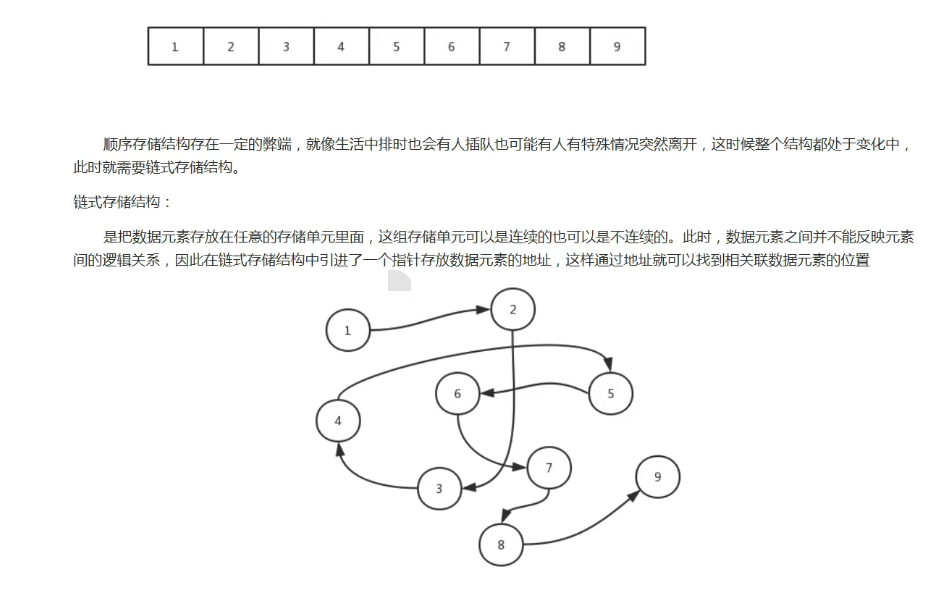 1 2 3 4 5 6 7 8 9
顺序存储结构存在一定的弊端，就像生活中排时也会有人插队也可能有人有特殊情况突然离开，这时候整个结构都处于变化中，
此时就需要链式存储结构。
链式存储结构：
是把数据元素存放在任意的存储单元里面，这组存储单元可以是连续的也可以是不连续的。此时，数据元素之间并不能反映元素
间的逻辑关系，因此在链式存储结构中引进了一个指针存放数据元素的地址，这样通过地址就可以找到相关联数据元素的位置
1
2
6
5
4
7
9
3
8